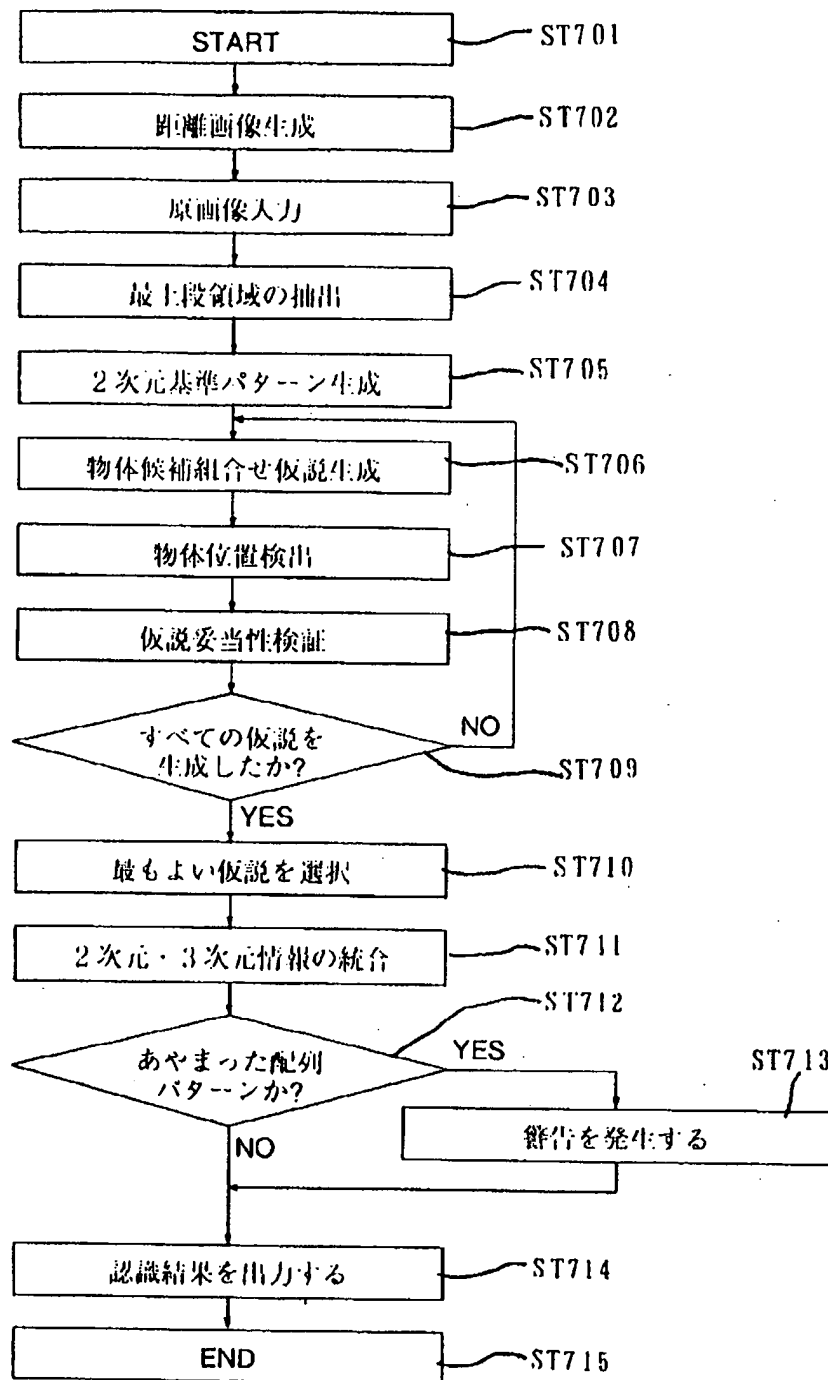 START
ST701
距離画像生成
ST702
原画像入力
ST703
最上段領域の抽出
ST704
2次元基準パターン生成
ST705
物体候補組合せ仮説生成
ST706
物体位置検出
ST707
仮説妥当性検証
ST708
すべての仮説を
生成したか?
NO
ST709
YES
最もよい仮説を選択
ST710
2次元・3次元情報の統合
ST711
ST712
あやまった配列
パターンか?
YES
ST713
警告を発生する
NO
認識結果を出力する
ST714
END
ST715